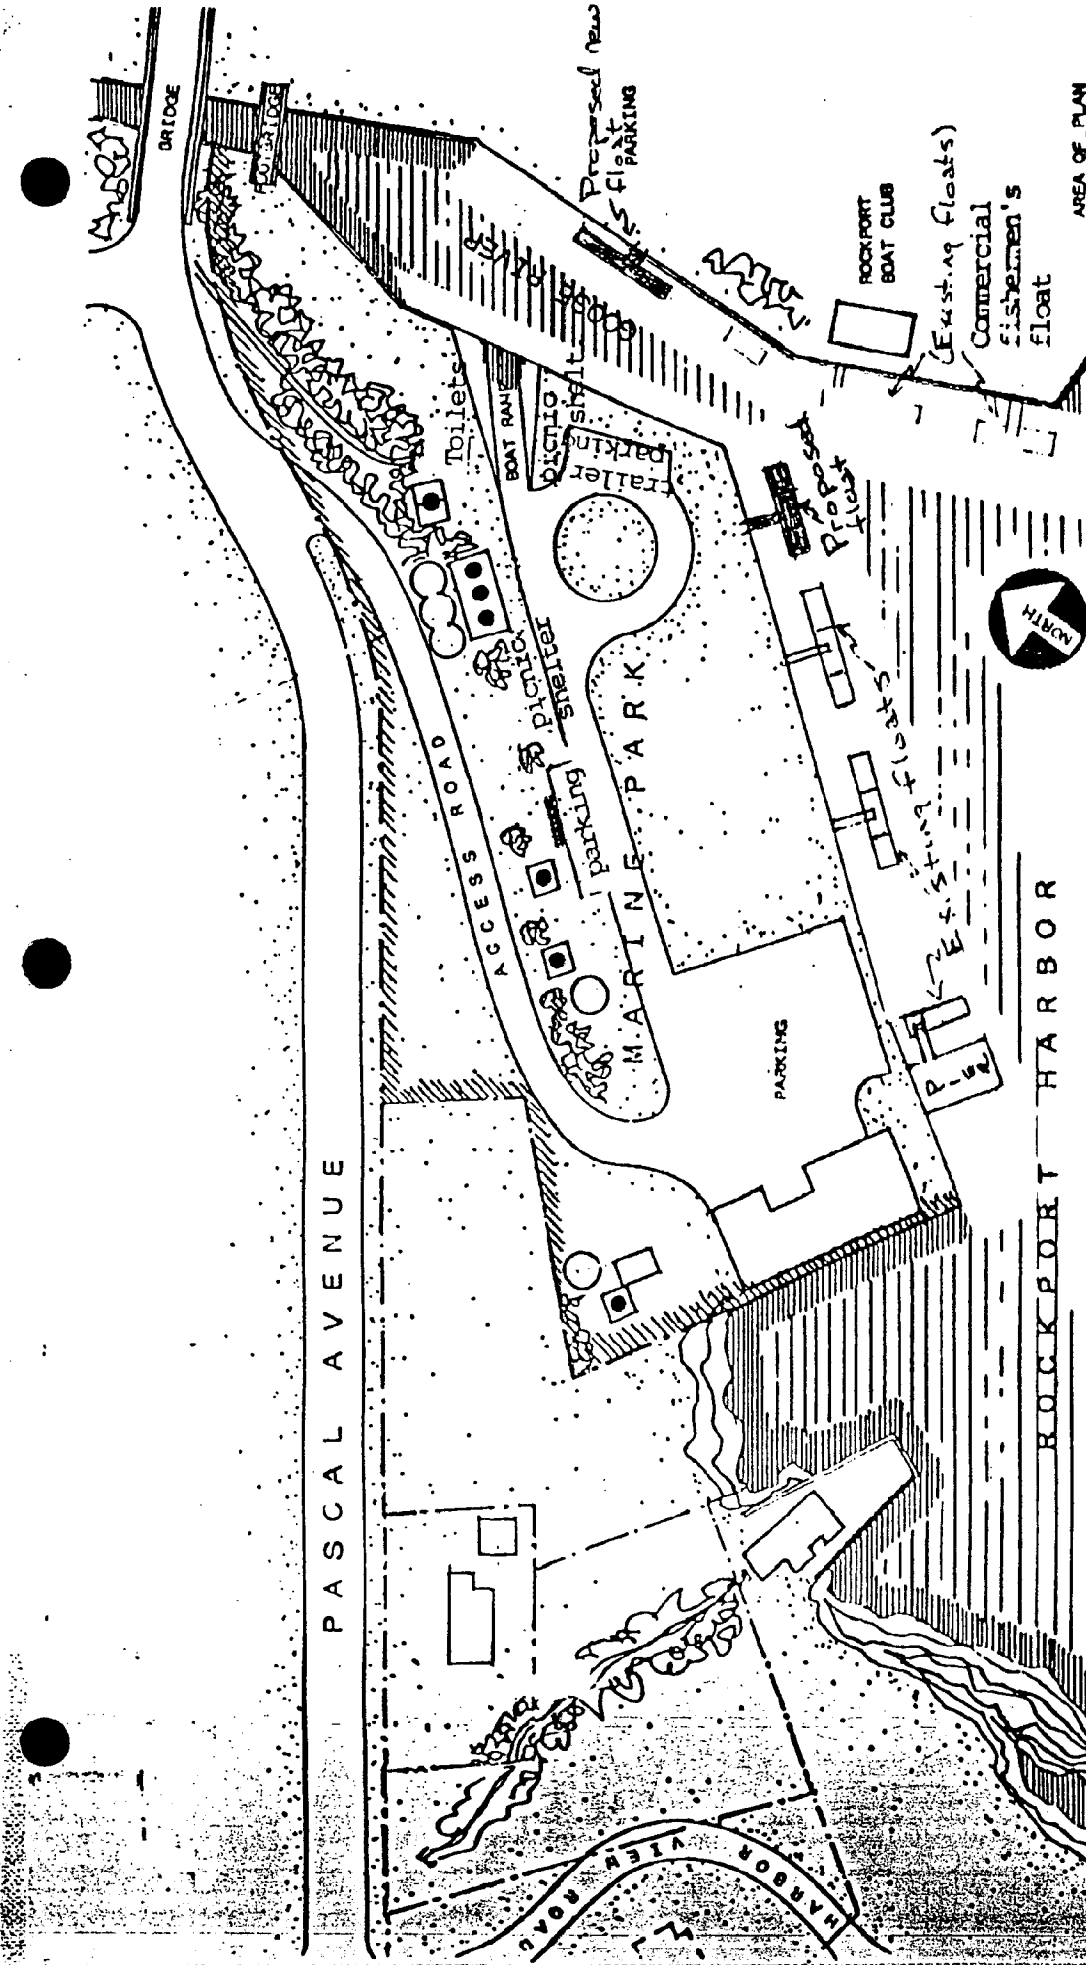 BRIDGE
FOOTBRIDGE
Proposed new
float
PARKING
ROCKPORT
BOAT CLUB
(Existing floats)
Commercial
fishermen's
float
AREA OF PLAN
Toilets
BOAT RAMP
picnic
shelt
trailer
parking
Proposed
float
picnic
shelter
parking
MARINE PARK
ACCESS ROAD
Existing floats
NORTH
PARKING
PIER
PASCAL AVENUE
ROCKPORT HARBOR
HARBOR
VIEW
ROAD